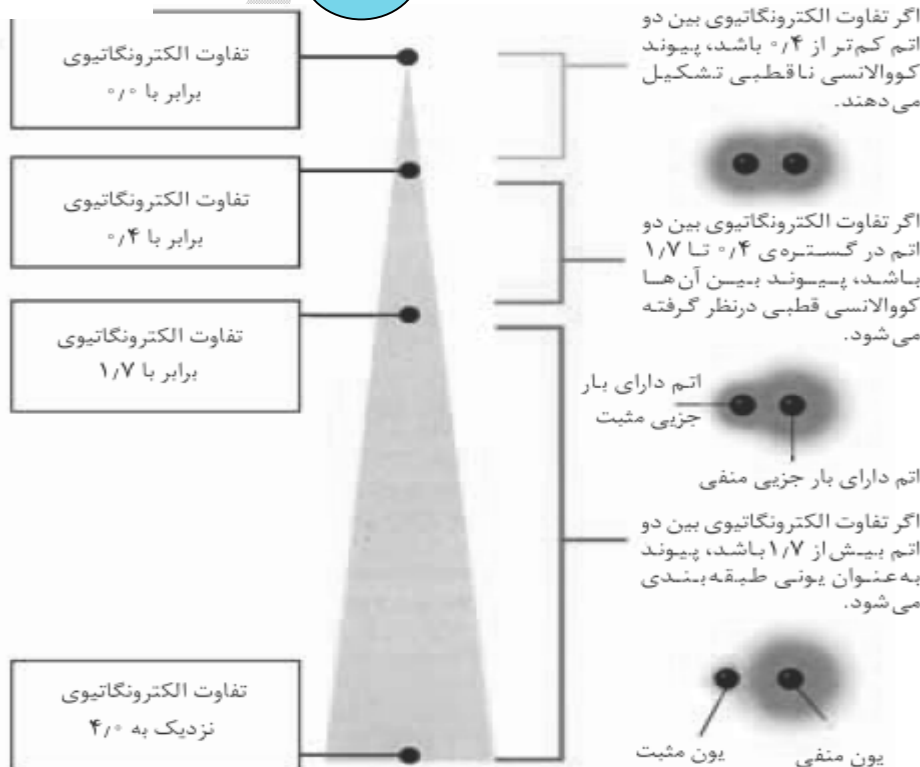 اگر تفاوت الکترونگاتیوی بین دو
اتم کم‌تر از ۰٫۴ باشد، پیوند
کووالانسی ناقطبی تشکیل
می‌دهند.
تفاوت الکترونگاتیوی
برابر با ۰٫۰
تفاوت الکترونگاتیوی
برابر با ۰٫۴
اگر تفاوت الکترونگاتیوی بین دو
اتم در گستره‌ی ۰٫۴ تا ۱٫۷
باشد، پیوند بین آن‌ها
کووالانسی قطبی درنظر گرفته
می‌شود.
تفاوت الکترونگاتیوی
برابر با ۱٫۷
اتم دارای بار
جزیی مثبت
اتم دارای بار جزیی منفی
اگر تفاوت الکترونگاتیوی بین دو
اتم بیش از ۱٫۷ باشد، پیوند
به‌عنوان یونی طبقه‌بندی
می‌شود.
تفاوت الکترونگاتیوی
نزدیک به ۴٫۰
یون منفی
یون مثبت